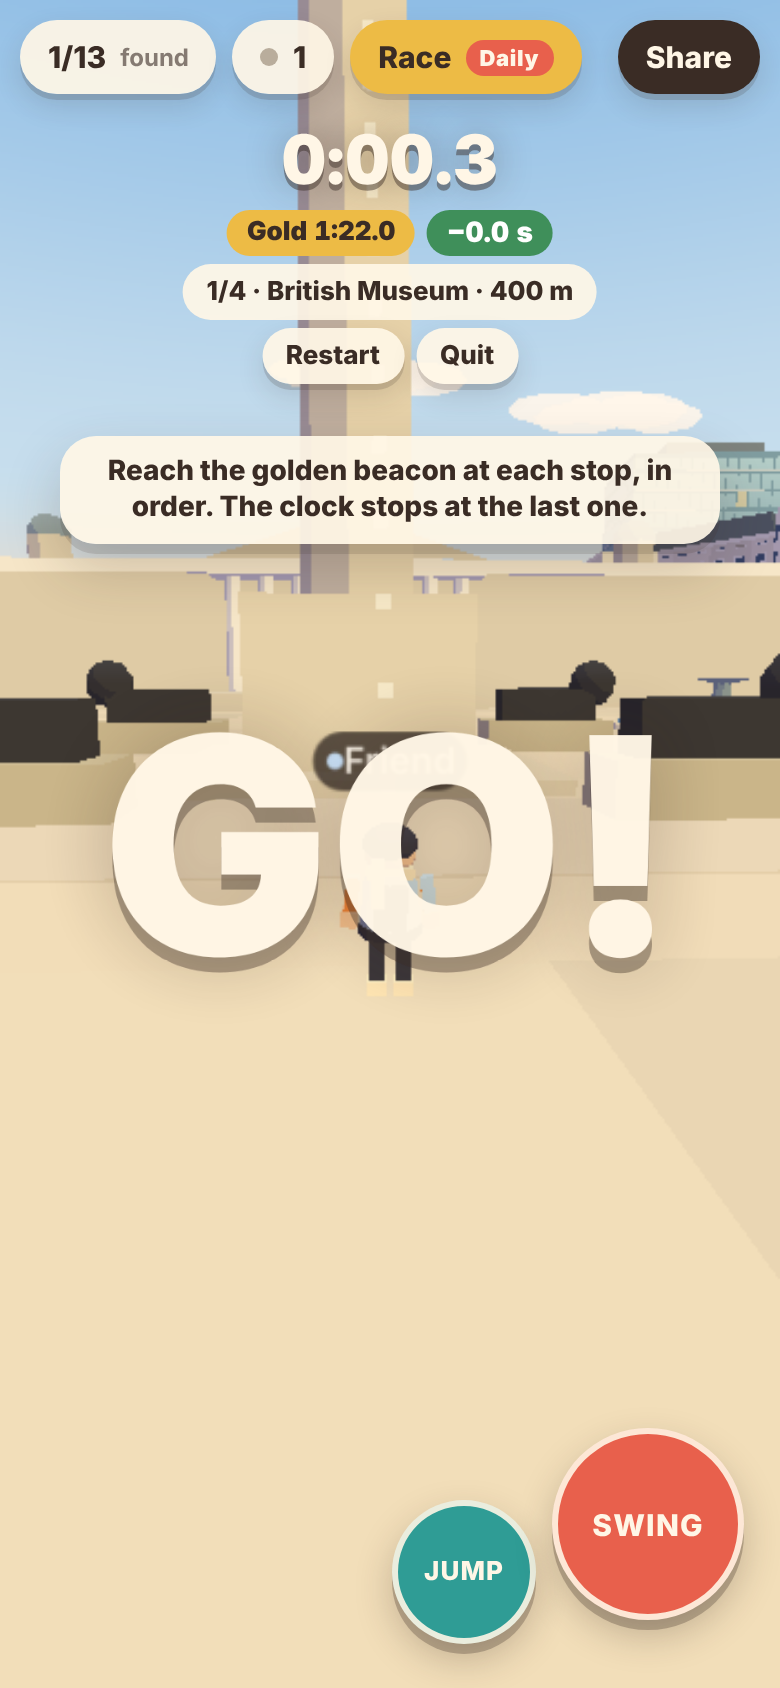 1/13 found
1
Race Daily
Share
0:00.3
Gold 1:22.0
−0.0 s
1/4 · British Museum · 400 m
Restart
Quit
Reach the golden beacon at each stop, in
order. The clock stops at the last one.
Friend
GO!
SWING
JUMP